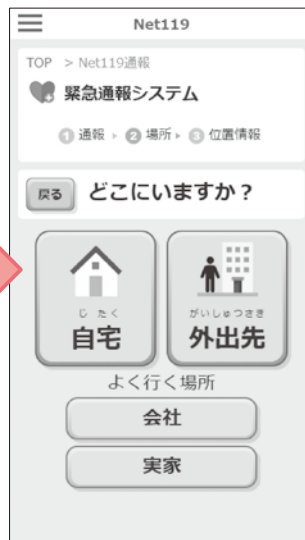 Net119
TOP > Net119通報
緊急通報システム
1 通報 ▸ 2 場所 ▸ 3 位置情報
戻る どこにいますか？
じたく がいしゅつさき
自宅 外出先
よく行く場所
会社
実家